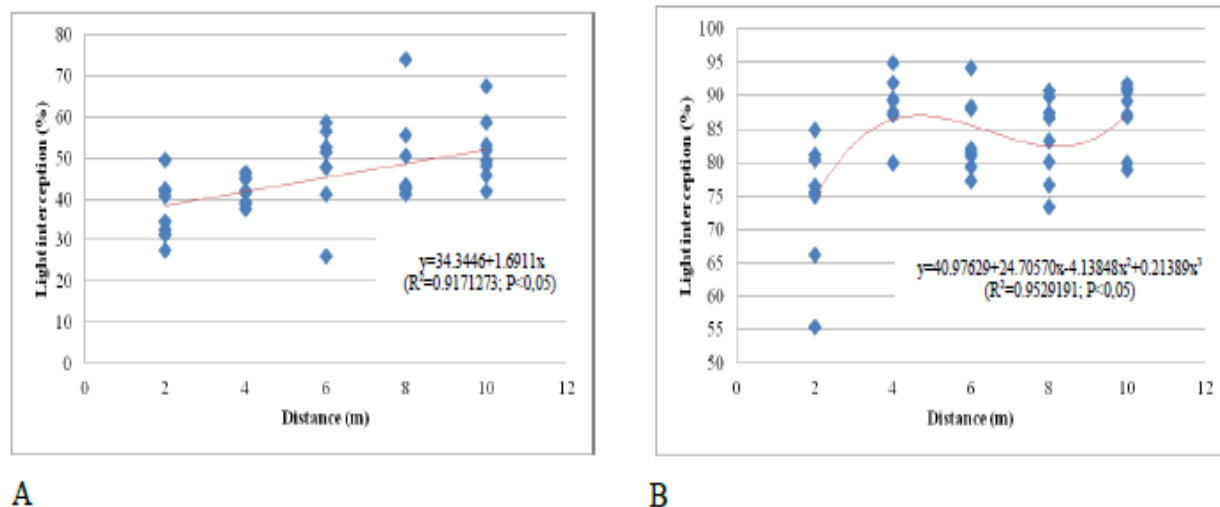 80
70
60
50
40
30
20
10
0
0 2 4 6 8 10 12
Light interception (%)
Distance (m)
y=34.3446+1.6911x
(R²=0.9171273; P<0,05)
A
100
95
90
85
80
75
70
65
60
55
50
0 2 4 6 8 10 12
Light interception (%)
Distance (m)
y=40.97629+24.70570x-4.13848x²+0.21389x³
(R²=0.9529191; P<0,05)
B